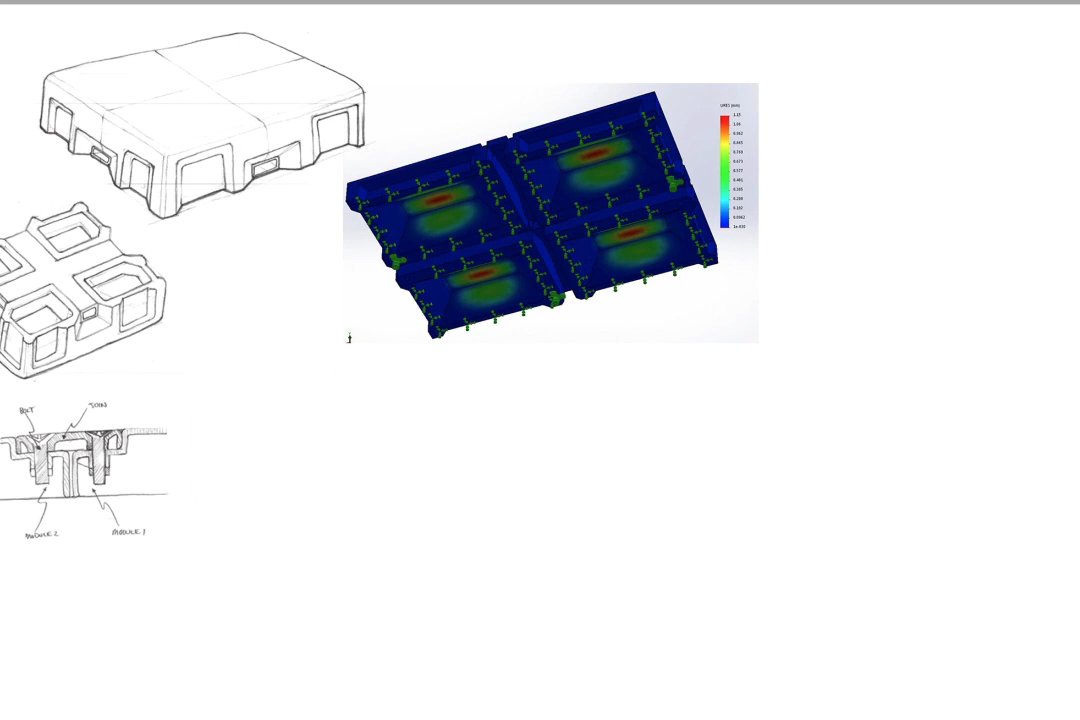 URES (mm)
1.15
1.06
0.962
0.865
0.769
0.673
0.577
0.481
0.385
0.288
0.192
0.0962
1e-030
BOLT
JOIN
MODULE 2
MODULE 1